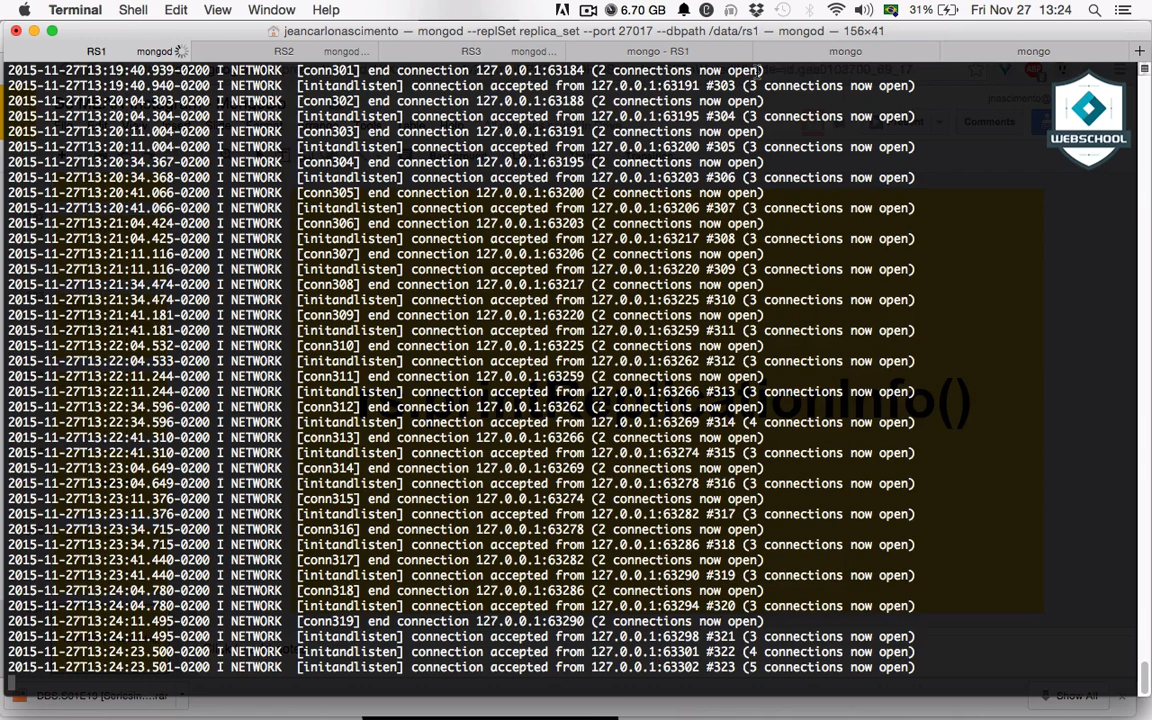 Terminal Shell Edit View Window Help 6.70 GB 31% Fri Nov 27 13:24
jeancarlonascimento — mongod --replSet replica_set --port 27017 --dbpath /data/rs1 — mongod — 156×41
RS1 mongod RS2 mongod... RS3 mongod... mongo - RS1 mongo mongo
2015-11-27T13:19:40.939-0200 I NETWORK [conn301] end connection 127.0.0.1:63184 (2 connections now open)
2015-11-27T13:19:40.940-0200 I NETWORK [initandlisten] connection accepted from 127.0.0.1:63191 #303 (3 connections now open)
2015-11-27T13:20:04.303-0200 I NETWORK [conn302] end connection 127.0.0.1:63188 (2 connections now open)
2015-11-27T13:20:04.304-0200 I NETWORK [initandlisten] connection accepted from 127.0.0.1:63195 #304 (3 connections now open)
2015-11-27T13:20:11.004-0200 I NETWORK [conn303] end connection 127.0.0.1:63191 (2 connections now open)
2015-11-27T13:20:11.004-0200 I NETWORK [initandlisten] connection accepted from 127.0.0.1:63200 #305 (3 connections now open)
2015-11-27T13:20:34.367-0200 I NETWORK [conn304] end connection 127.0.0.1:63195 (2 connections now open)
2015-11-27T13:20:34.368-0200 I NETWORK [initandlisten] connection accepted from 127.0.0.1:63203 #306 (3 connections now open)
2015-11-27T13:20:41.066-0200 I NETWORK [conn305] end connection 127.0.0.1:63200 (2 connections now open)
2015-11-27T13:20:41.066-0200 I NETWORK [initandlisten] connection accepted from 127.0.0.1:63206 #307 (3 connections now open)
2015-11-27T13:21:04.424-0200 I NETWORK [conn306] end connection 127.0.0.1:63203 (2 connections now open)
2015-11-27T13:21:04.425-0200 I NETWORK [initandlisten] connection accepted from 127.0.0.1:63217 #308 (3 connections now open)
2015-11-27T13:21:11.116-0200 I NETWORK [conn307] end connection 127.0.0.1:63206 (2 connections now open)
2015-11-27T13:21:11.116-0200 I NETWORK [initandlisten] connection accepted from 127.0.0.1:63220 #309 (3 connections now open)
2015-11-27T13:21:34.474-0200 I NETWORK [conn308] end connection 127.0.0.1:63217 (2 connections now open)
2015-11-27T13:21:34.474-0200 I NETWORK [initandlisten] connection accepted from 127.0.0.1:63225 #310 (3 connections now open)
2015-11-27T13:21:41.181-0200 I NETWORK [conn309] end connection 127.0.0.1:63220 (2 connections now open)
2015-11-27T13:21:41.181-0200 I NETWORK [initandlisten] connection accepted from 127.0.0.1:63259 #311 (3 connections now open)
2015-11-27T13:22:04.532-0200 I NETWORK [conn310] end connection 127.0.0.1:63225 (2 connections now open)
2015-11-27T13:22:04.533-0200 I NETWORK [initandlisten] connection accepted from 127.0.0.1:63262 #312 (3 connections now open)
2015-11-27T13:22:11.244-0200 I NETWORK [conn311] end connection 127.0.0.1:63259 (2 connections now open)
2015-11-27T13:22:11.244-0200 I NETWORK [initandlisten] connection accepted from 127.0.0.1:63266 #313 (3 connections now open)
2015-11-27T13:22:34.596-0200 I NETWORK [conn312] end connection 127.0.0.1:63262 (2 connections now open)
2015-11-27T13:22:34.596-0200 I NETWORK [initandlisten] connection accepted from 127.0.0.1:63269 #314 (4 connections now open)
2015-11-27T13:22:41.310-0200 I NETWORK [conn313] end connection 127.0.0.1:63266 (2 connections now open)
2015-11-27T13:22:41.310-0200 I NETWORK [initandlisten] connection accepted from 127.0.0.1:63274 #315 (3 connections now open)
2015-11-27T13:23:04.649-0200 I NETWORK [conn314] end connection 127.0.0.1:63269 (2 connections now open)
2015-11-27T13:23:04.649-0200 I NETWORK [initandlisten] connection accepted from 127.0.0.1:63278 #316 (3 connections now open)
2015-11-27T13:23:11.376-0200 I NETWORK [conn315] end connection 127.0.0.1:63274 (2 connections now open)
2015-11-27T13:23:11.376-0200 I NETWORK [initandlisten] connection accepted from 127.0.0.1:63282 #317 (3 connections now open)
2015-11-27T13:23:34.715-0200 I NETWORK [conn316] end connection 127.0.0.1:63278 (2 connections now open)
2015-11-27T13:23:34.715-0200 I NETWORK [initandlisten] connection accepted from 127.0.0.1:63286 #318 (3 connections now open)
2015-11-27T13:23:41.440-0200 I NETWORK [conn317] end connection 127.0.0.1:63282 (2 connections now open)
2015-11-27T13:23:41.440-0200 I NETWORK [initandlisten] connection accepted from 127.0.0.1:63290 #319 (3 connections now open)
2015-11-27T13:24:04.780-0200 I NETWORK [conn318] end connection 127.0.0.1:63286 (2 connections now open)
2015-11-27T13:24:04.780-0200 I NETWORK [initandlisten] connection accepted from 127.0.0.1:63294 #320 (3 connections now open)
2015-11-27T13:24:11.495-0200 I NETWORK [conn319] end connection 127.0.0.1:63290 (2 connections now open)
2015-11-27T13:24:11.495-0200 I NETWORK [initandlisten] connection accepted from 127.0.0.1:63298 #321 (3 connections now open)
2015-11-27T13:24:23.500-0200 I NETWORK [initandlisten] connection accepted from 127.0.0.1:63301 #322 (4 connections now open)
2015-11-27T13:24:23.501-0200 I NETWORK [initandlisten] connection accepted from 127.0.0.1:63302 #323 (5 connections now open)
WEBSCHOOL
Comments
Show All